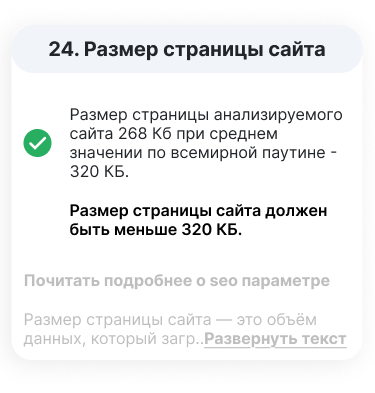 24. Размер страницы сайта
Размер страницы анализируемого
сайта 268 Кб при среднем
значении по всемирной паутине -
320 КБ.
Размер страницы сайта должен
быть меньше 320 КБ.
Почитать подробнее о seo параметре
Размер страницы сайта — это объём
данных, который загр..Развернуть текст